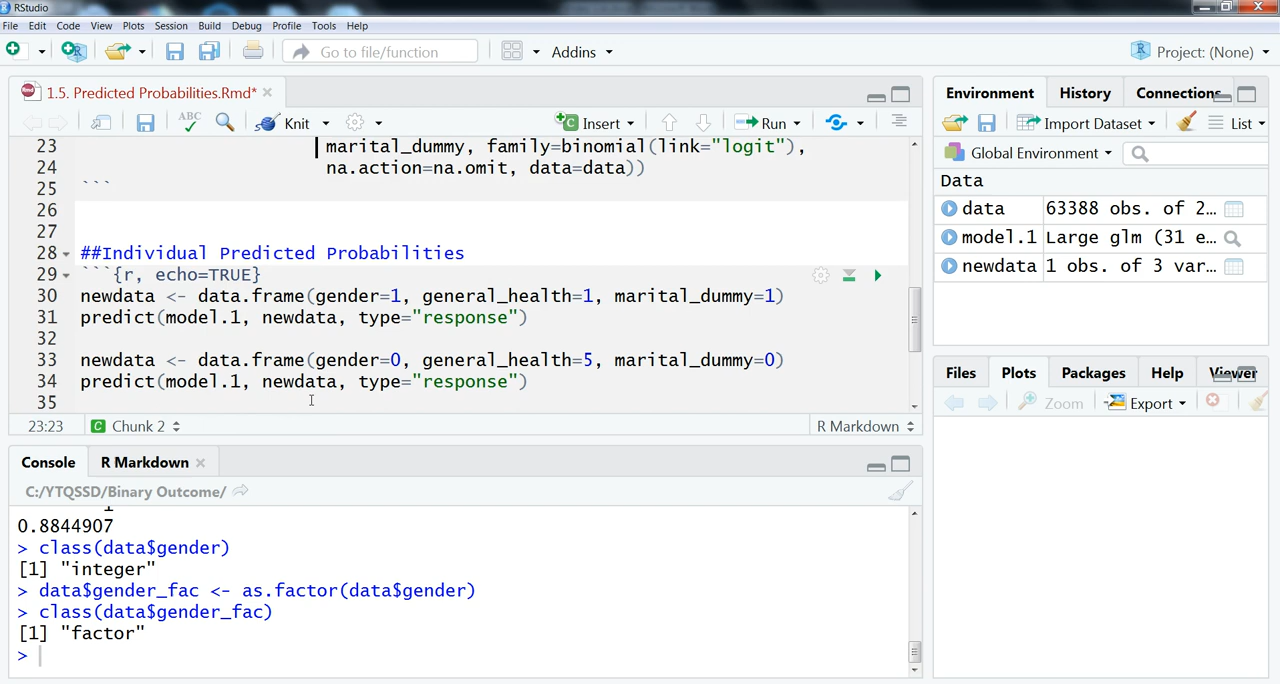 RStudio
File Edit Code View Plots Session Build Debug Profile Tools Help
Go to file/function Addins Project: (None)
1.5. Predicted Probabilities.Rmd*
ABC Knit Insert Run
23 marital_dummy, family=binomial(link="logit"),
24 na.action=na.omit, data=data))
25 ```
26
27
28 ##Individual Predicted Probabilities
29 ```{r, echo=TRUE}
30 newdata <- data.frame(gender=1, general_health=1, marital_dummy=1)
31 predict(model.1, newdata, type="response")
32
33 newdata <- data.frame(gender=0, general_health=5, marital_dummy=0)
34 predict(model.1, newdata, type="response")
35
23:23 C Chunk 2 R Markdown
Console R Markdown
C:/YTQSSD/Binary Outcome/
0.8844907
> class(data$gender)
[1] "integer"
> data$gender_fac <- as.factor(data$gender)
> class(data$gender_fac)
[1] "factor"
>
Environment History Connections
Import Dataset List
Global Environment
Data
data 63388 obs. of 2…
model.1 Large glm (31 e…
newdata 1 obs. of 3 var…
Files Plots Packages Help Viewer
Zoom Export